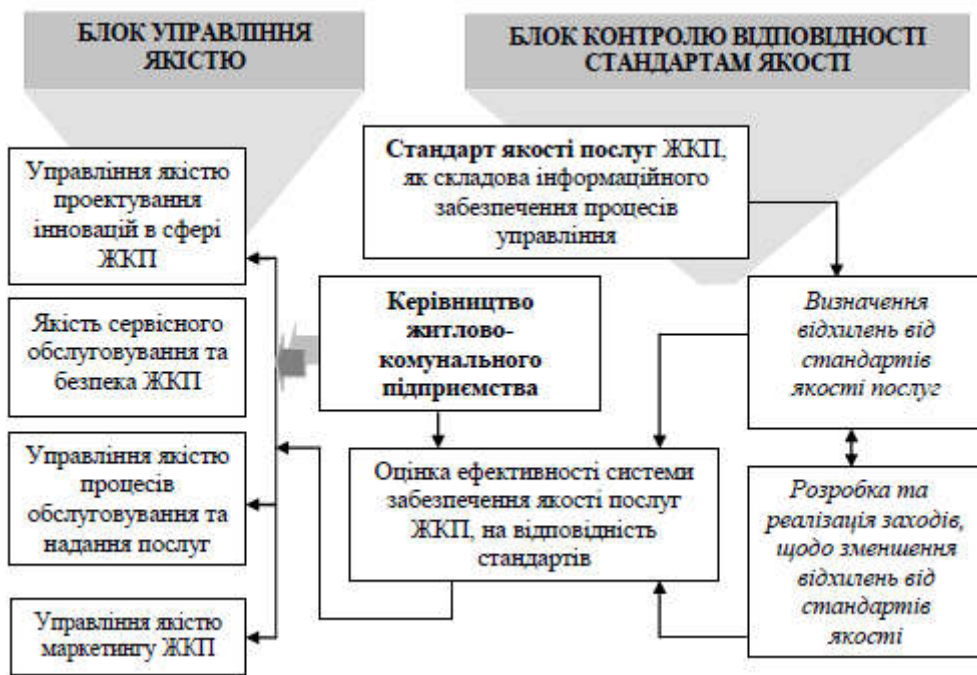 БЛОК УПРАВЛІННЯ
ЯКІСТЮ
БЛОК КОНТРОЛЮ ВІДПОВІДНОСТІ
СТАНДАРТАМ ЯКОСТІ
Управління якістю
проектування
інновацій в сфері
ЖКП
Якість сервісного
обслуговування та
безпека ЖКП
Управління якістю
процесів
обслуговування та
надання послуг
Управління якістю
маркетингу ЖКП
Стандарт якості послуг ЖКП,
як складова інформаційного
забезпечення процесів
управління
Керівництво
житлово-
комунального
підприємства
Оцінка ефективності системи
забезпечення якості послуг
ЖКП, на відповідність
стандартів
Визначення
відхилень від
стандартів
якості послуг
Розробка та
реалізація заходів,
щодо зменшення
відхилень від
стандартів
якості